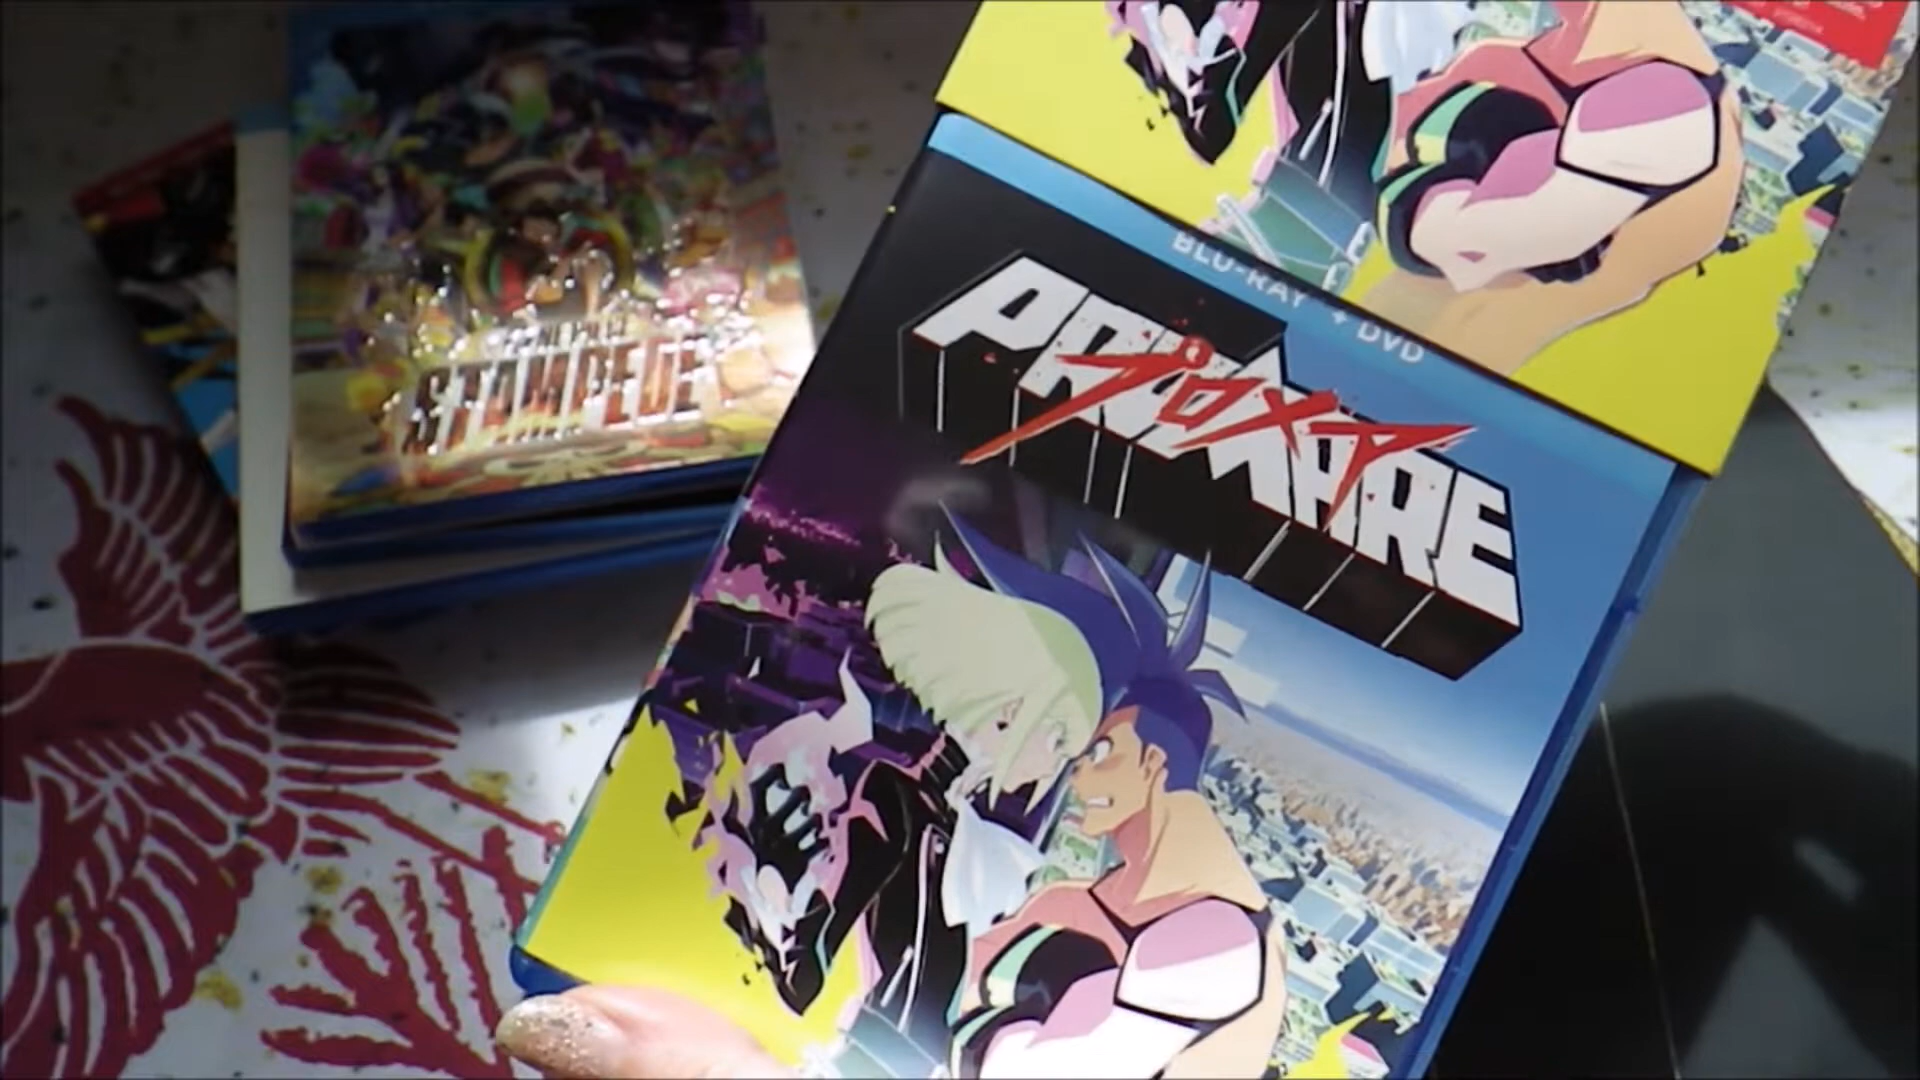 STAMPEDE
BLU-RAY + DVD
PROMARE
プロメア